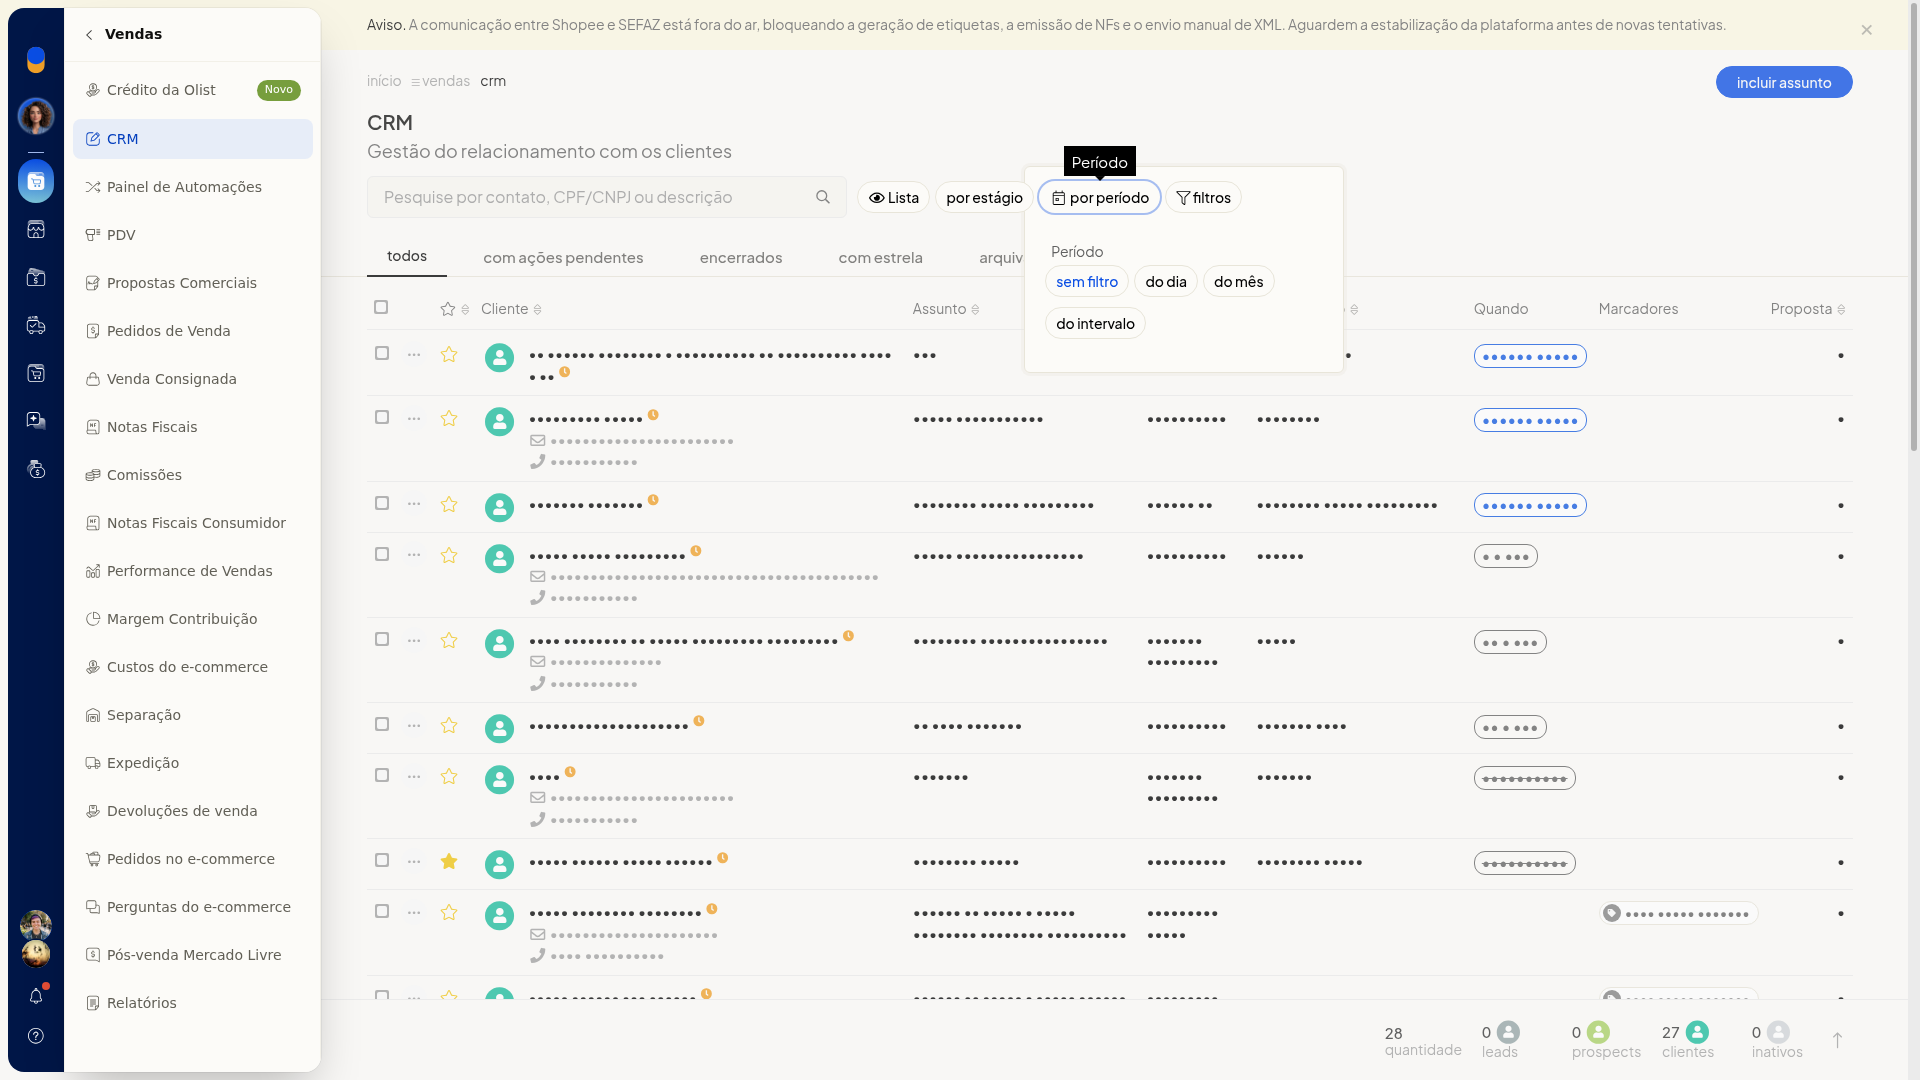 Aviso. A comunicação entre Shopee e SEFAZ está fora do ar, bloqueando a geração de etiquetas, a emissão de NFs e o envio manual de XML. Aguardem a estabilização da plataforma antes de novas tentativas.
Vendas
Crédito da Olist
Novo
CRM
Painel de Automações
PDV
Propostas Comerciais
Pedidos de Venda
Venda Consignada
Notas Fiscais
Comissões
Notas Fiscais Consumidor
Performance de Vendas
Margem Contribuição
Custos do e-commerce
Separação
Expedição
Devoluções de venda
Pedidos no e-commerce
Perguntas do e-commerce
Pós-venda Mercado Livre
Relatórios
início vendas crm
incluir assunto
CRM
Gestão do relacionamento com os clientes
Período
Pesquise por contato, CPF/CNPJ ou descrição
Lista
por estágio
por período
filtros
Período
sem filtro
do dia
do mês
do intervalo
todos
com ações pendentes
encerrados
com estrela
arquiv
Cliente
Assunto
Quando
Marcadores
Proposta
28
quantidade
0
leads
0
prospects
27
clientes
0
inativos